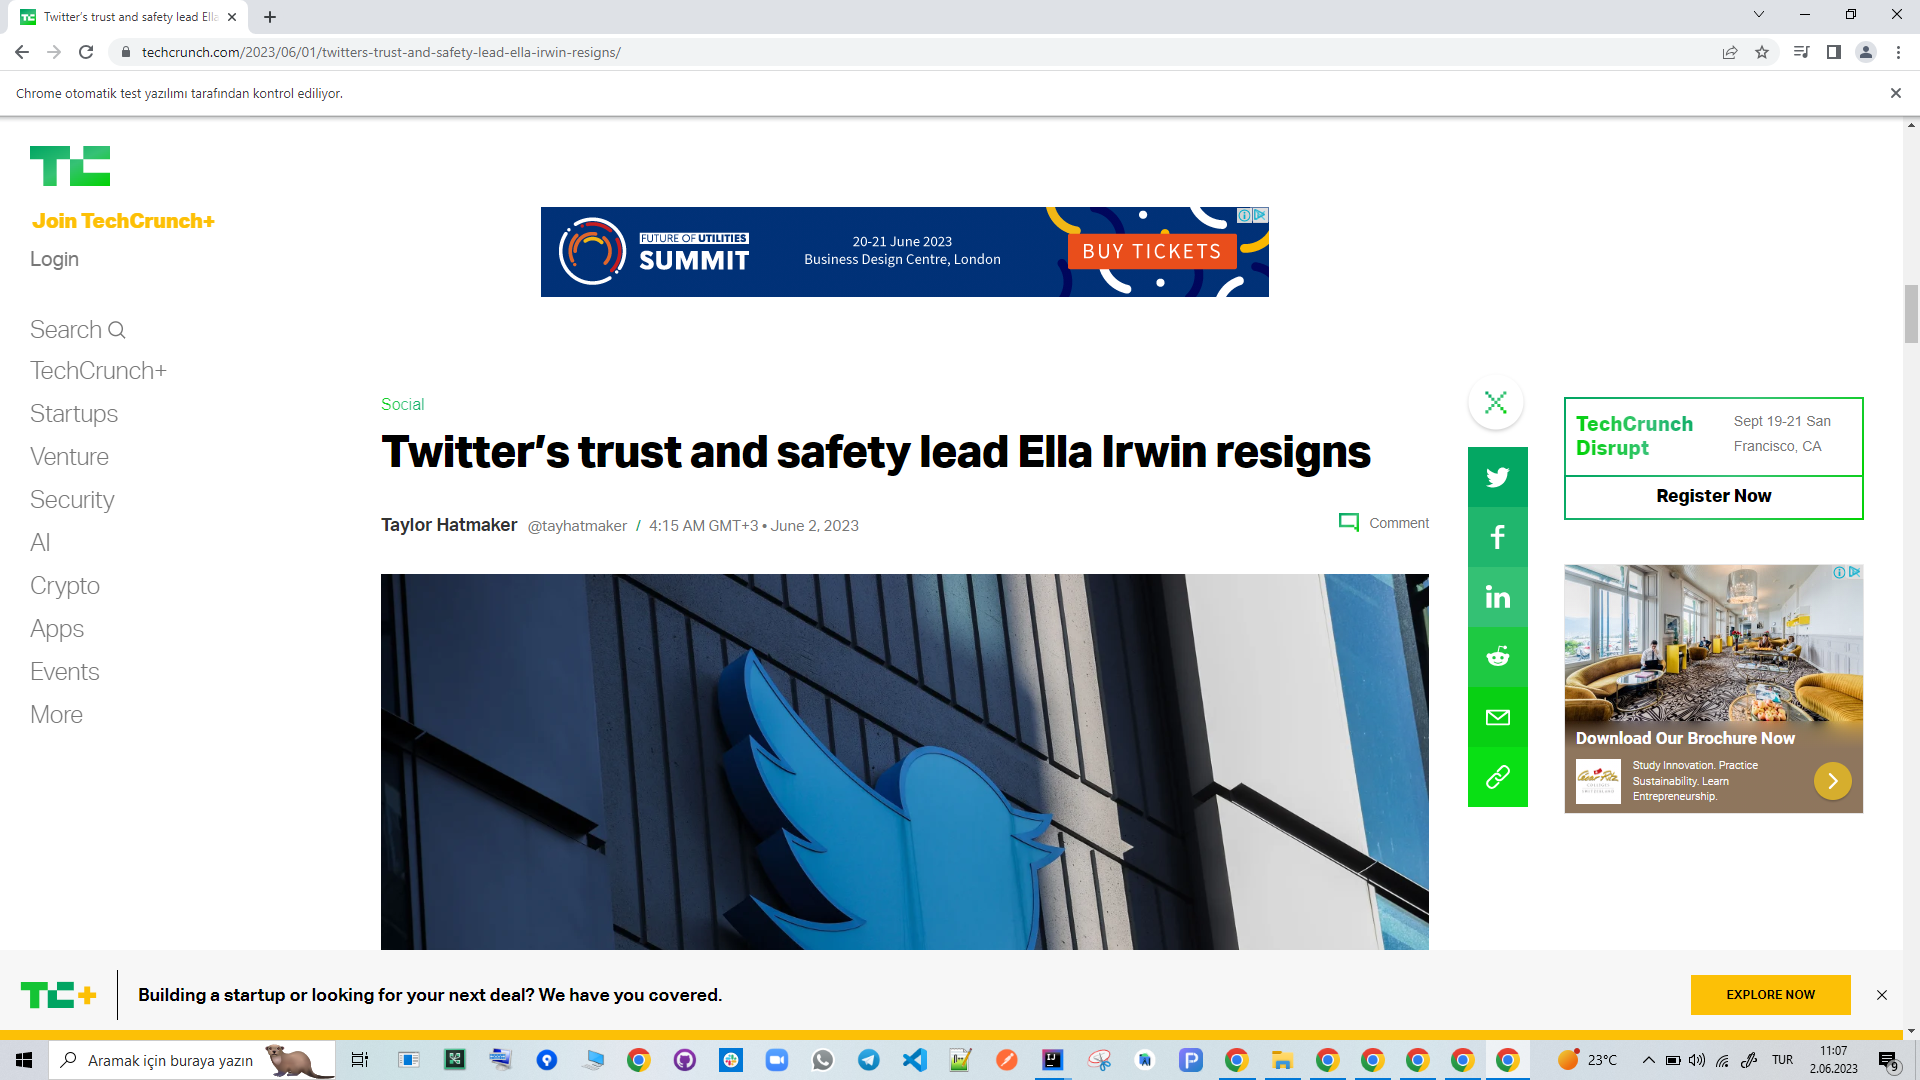 Twitter's trust and safety lead Ella
techcrunch.com/2023/06/01/twitters-trust-and-safety-lead-ella-irwin-resigns/
Chrome otomatik test yazılımı tarafından kontrol ediliyor.
TC
Join TechCrunch+
Login
Search
TechCrunch+
Startups
Venture
Security
AI
Crypto
Apps
Events
More
FUTURE OF UTILITIES
SUMMIT
20-21 June 2023
Business Design Centre, London
BUY TICKETS
Social
Twitter's trust and safety lead Ella Irwin resigns
Taylor Hatmaker @tayhatmaker / 4:15 AM GMT+3 • June 2, 2023
Comment
TechCrunch
Disrupt
Sept 19-21 San
Francisco, CA
Register Now
Download Our Brochure Now
Study Innovation. Practice
Sustainability. Learn
Entrepreneurship.
TC+
Building a startup or looking for your next deal? We have you covered.
EXPLORE NOW
Aramak için buraya yazın
23°C
TUR
11:07
2.06.2023
9